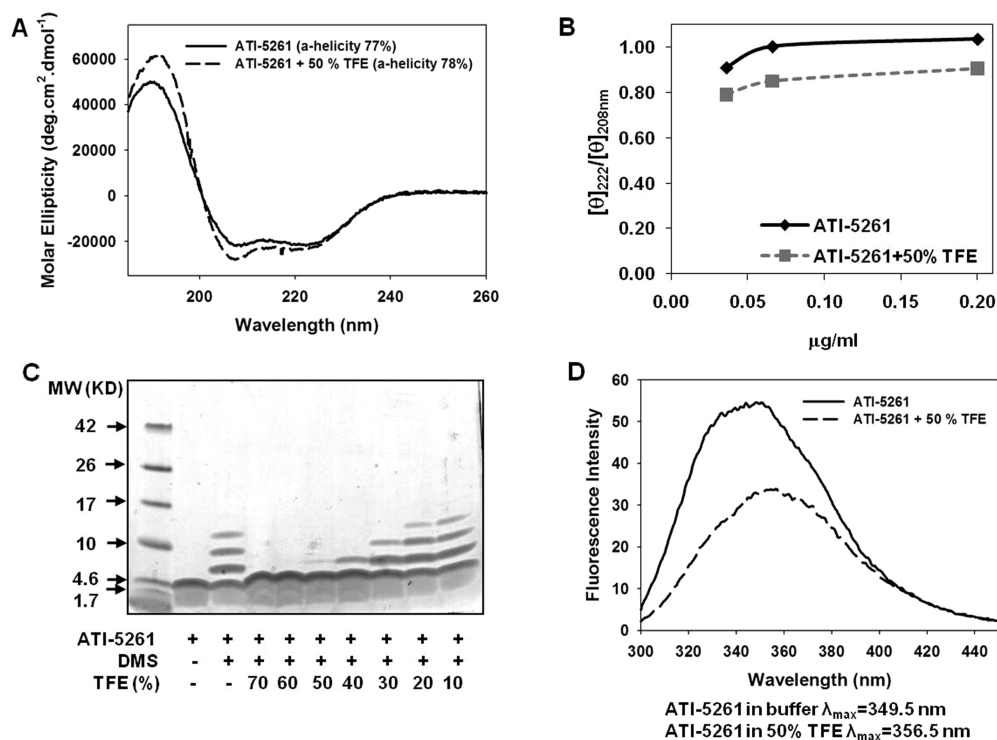 A
ATI-5261 (a-helicity 77%)
ATI-5261 + 50 % TFE (a-helicity 78%)
Molar Ellipticity (deg.cm².dmol⁻¹)
60000
40000
20000
0
-20000
200
220
240
260
Wavelength (nm)
B
[θ]222/[θ]208nm
1.00
0.80
0.60
0.40
0.20
0.00
ATI-5261
ATI-5261+50% TFE
0.00
0.05
0.10
0.15
0.20
µg/ml
C
MW (KD)
42
26
17
10
4.6
1.7
ATI-5261 + + + + + + + + +
DMS - + + + + + + + +
TFE (%) - - 70 60 50 40 30 20 10
D
ATI-5261
ATI-5261 + 50 % TFE
Fluorescence Intensity
60
50
40
30
20
10
0
300
320
340
360
380
400
420
440
Wavelength (nm)
ATI-5261 in buffer λmax=349.5 nm
ATI-5261 in 50% TFE λmax=356.5 nm